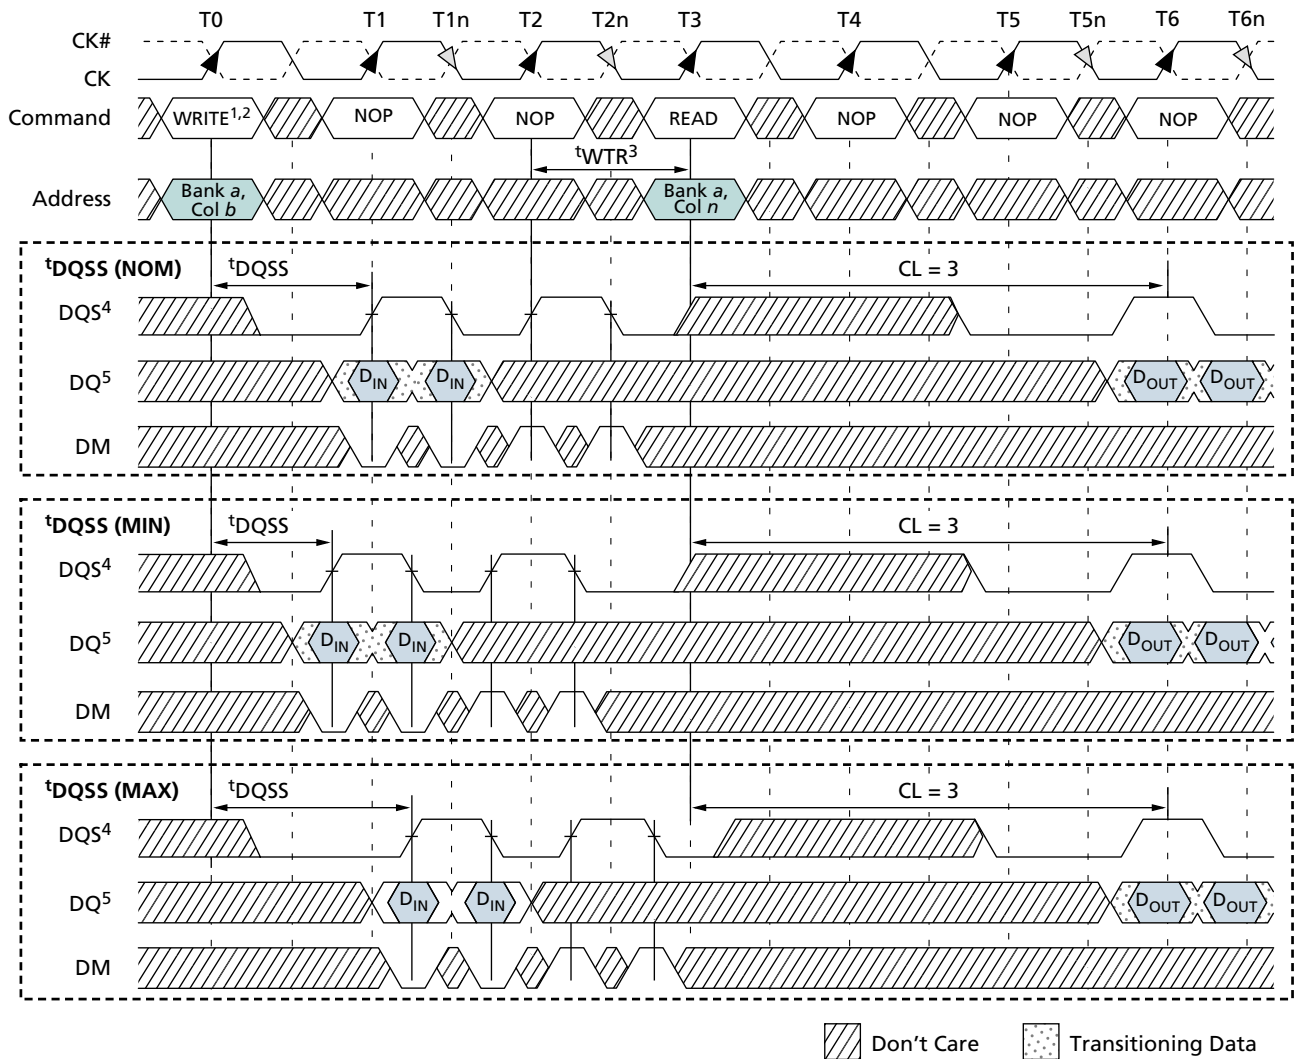 T0 T1 T1n T2 T2n T3 T4 T5 T5n T6 T6n
CK#
CK
Command WRITE1,2 NOP NOP READ NOP NOP NOP
tWTR3
Address Bank a, Col b Bank a, Col n
tDQSS (NOM) tDQSS CL = 3
DQS4
DQ5 DIN DIN DOUT DOUT
DM
tDQSS (MIN) tDQSS CL = 3
DQS4
DQ5 DIN DIN DOUT DOUT
DM
tDQSS (MAX) tDQSS CL = 3
DQS4
DQ5 DIN DIN DOUT DOUT
DM
Don't Care Transitioning Data